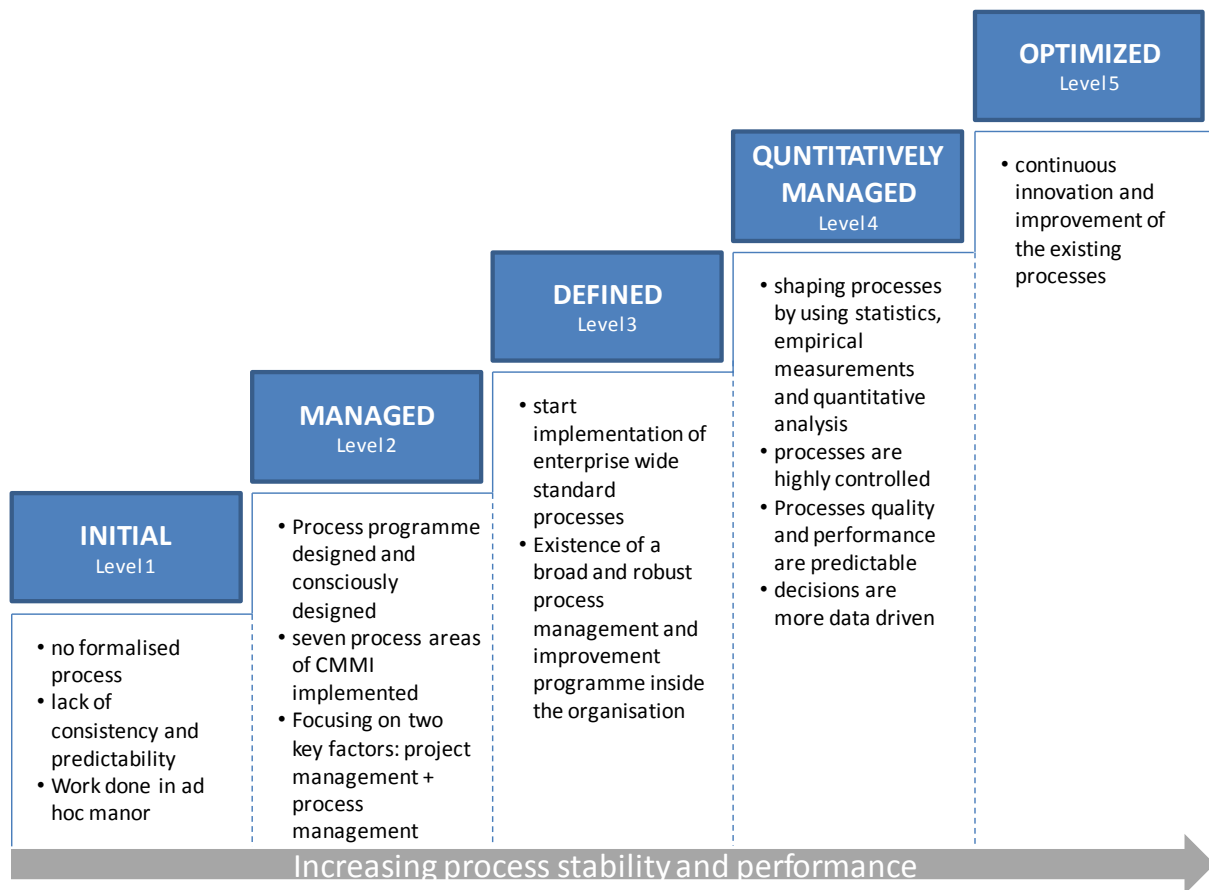 INITIAL
Level 1
• no formalised
process
• lack of
consistency and
predictability
• Work done in ad
hoc manor
MANAGED
Level 2
• Process programme
designed and
consciously
designed
• seven process areas
of CMMI
implemented
• Focusing on two
key factors: project
management +
process
management
DEFINED
Level 3
• start
implementation of
enterprise wide
standard
processes
• Existence of a
broad and robust
process
management and
improvement
programme inside
the organisation
QUNTITATIVELY
MANAGED
Level 4
• shaping processes
by using statistics,
empirical
measurements
and quantitative
analysis
• processes are
highly controlled
• Processes quality
and performance
are predictable
• decisions are
more data driven
OPTIMIZED
Level 5
• continuous
innovation and
improvement of
the existing
processes
Increasing process stability and performance